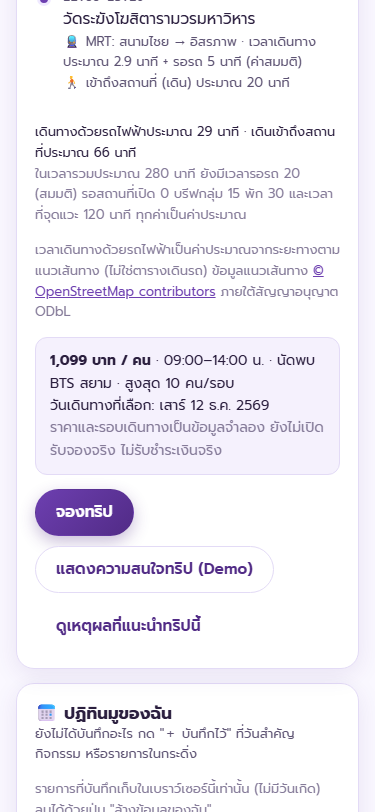 วัดระฆังโฆสิตารามวรมหาวิหาร
MRT: สนามไชย → อิสรภาพ · เวลาเดินทาง
ประมาณ 2.9 นาที + รอรถ 5 นาที (ค่าสมมติ)
เข้าถึงสถานที่ (เดิน) ประมาณ 20 นาที
เดินทางด้วยรถไฟฟ้าประมาณ 29 นาที · เดินเข้าถึงสถาน
ที่ประมาณ 66 นาที
ในเวลารวมประมาณ 280 นาที ยังมีเวลารอรถ 20
(สมมติ) รอสถานที่เปิด 0 บรีฟกลุ่ม 15 พัก 30 และเวลา
ที่จุดแวะ 120 นาที ทุกค่าเป็นค่าประมาณ
เวลาเดินทางด้วยรถไฟฟ้าเป็นค่าประมาณจากระยะทางตาม
แนวเส้นทาง (ไม่ใช่ตารางเดินรถ) ข้อมูลแนวเส้นทาง ©
OpenStreetMap contributors ภายใต้สัญญาอนุญาต
ODbL
1,099 บาท / คน · 09:00–14:00 น. · นัดพบ
BTS สยาม · สูงสุด 10 คน/รอบ
วันเดินทางที่เลือก: เสาร์ 12 ธ.ค. 2569
ราคาและรอบเดินทางเป็นข้อมูลจำลอง ยังไม่เปิด
รับจองจริง ไม่รับชำระเงินจริง
จองทริป
แสดงความสนใจทริป (Demo)
ดูเหตุผลที่แนะนำทริปนี้
ปฏิทินมูของฉัน
ยังไม่ได้บันทึกอะไร กด "＋ บันทึกไว้" ที่วันสำคัญ
กิจกรรม หรือรายการในกระดิ่ง
รายการที่บันทึกเก็บในเบราว์เซอร์นี้เท่านั้น (ไม่มีวันเกิด)
ลบได้ด้วยปุ่ม "ล้างข้อมูลของฉัน"